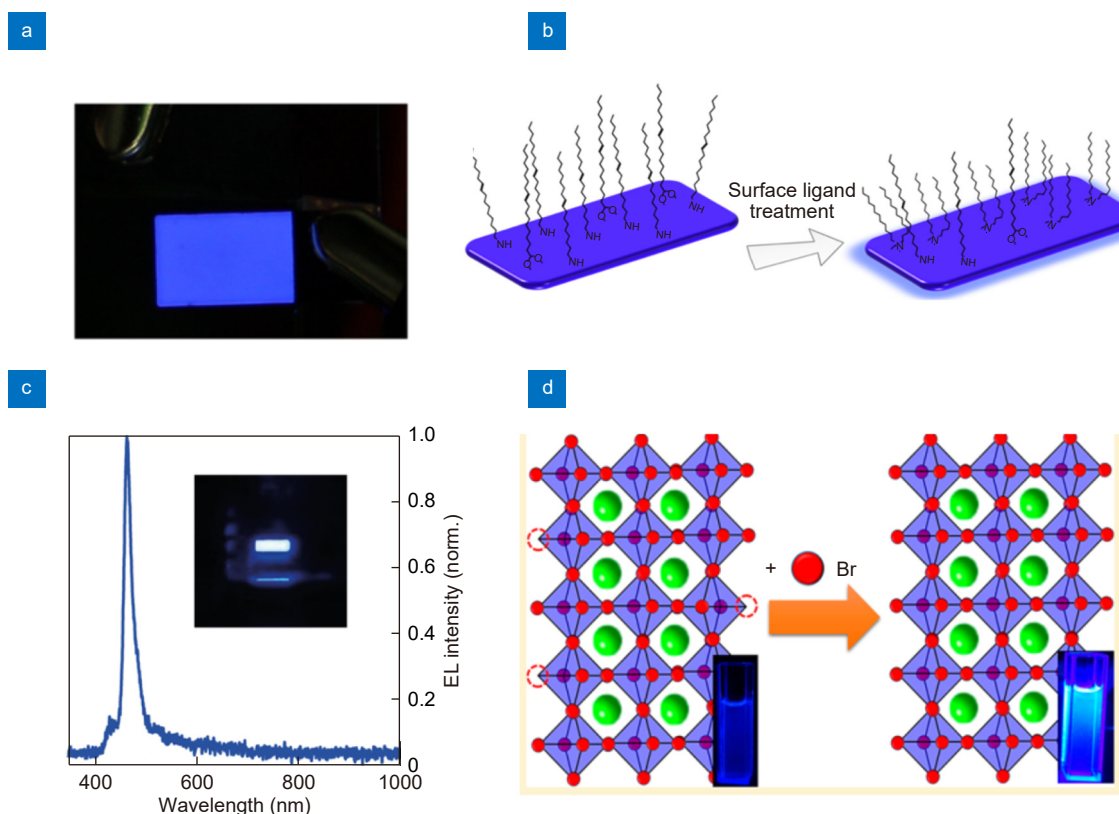 a
b
Surface ligand
treatment
NH
NH
NH
NH
NH
NH
NH
NH
NH
c
1.0
0.8
0.6
0.4
0.2
0
EL intensity (norm.)
400
600
800
1000
Wavelength (nm)
d
+
Br